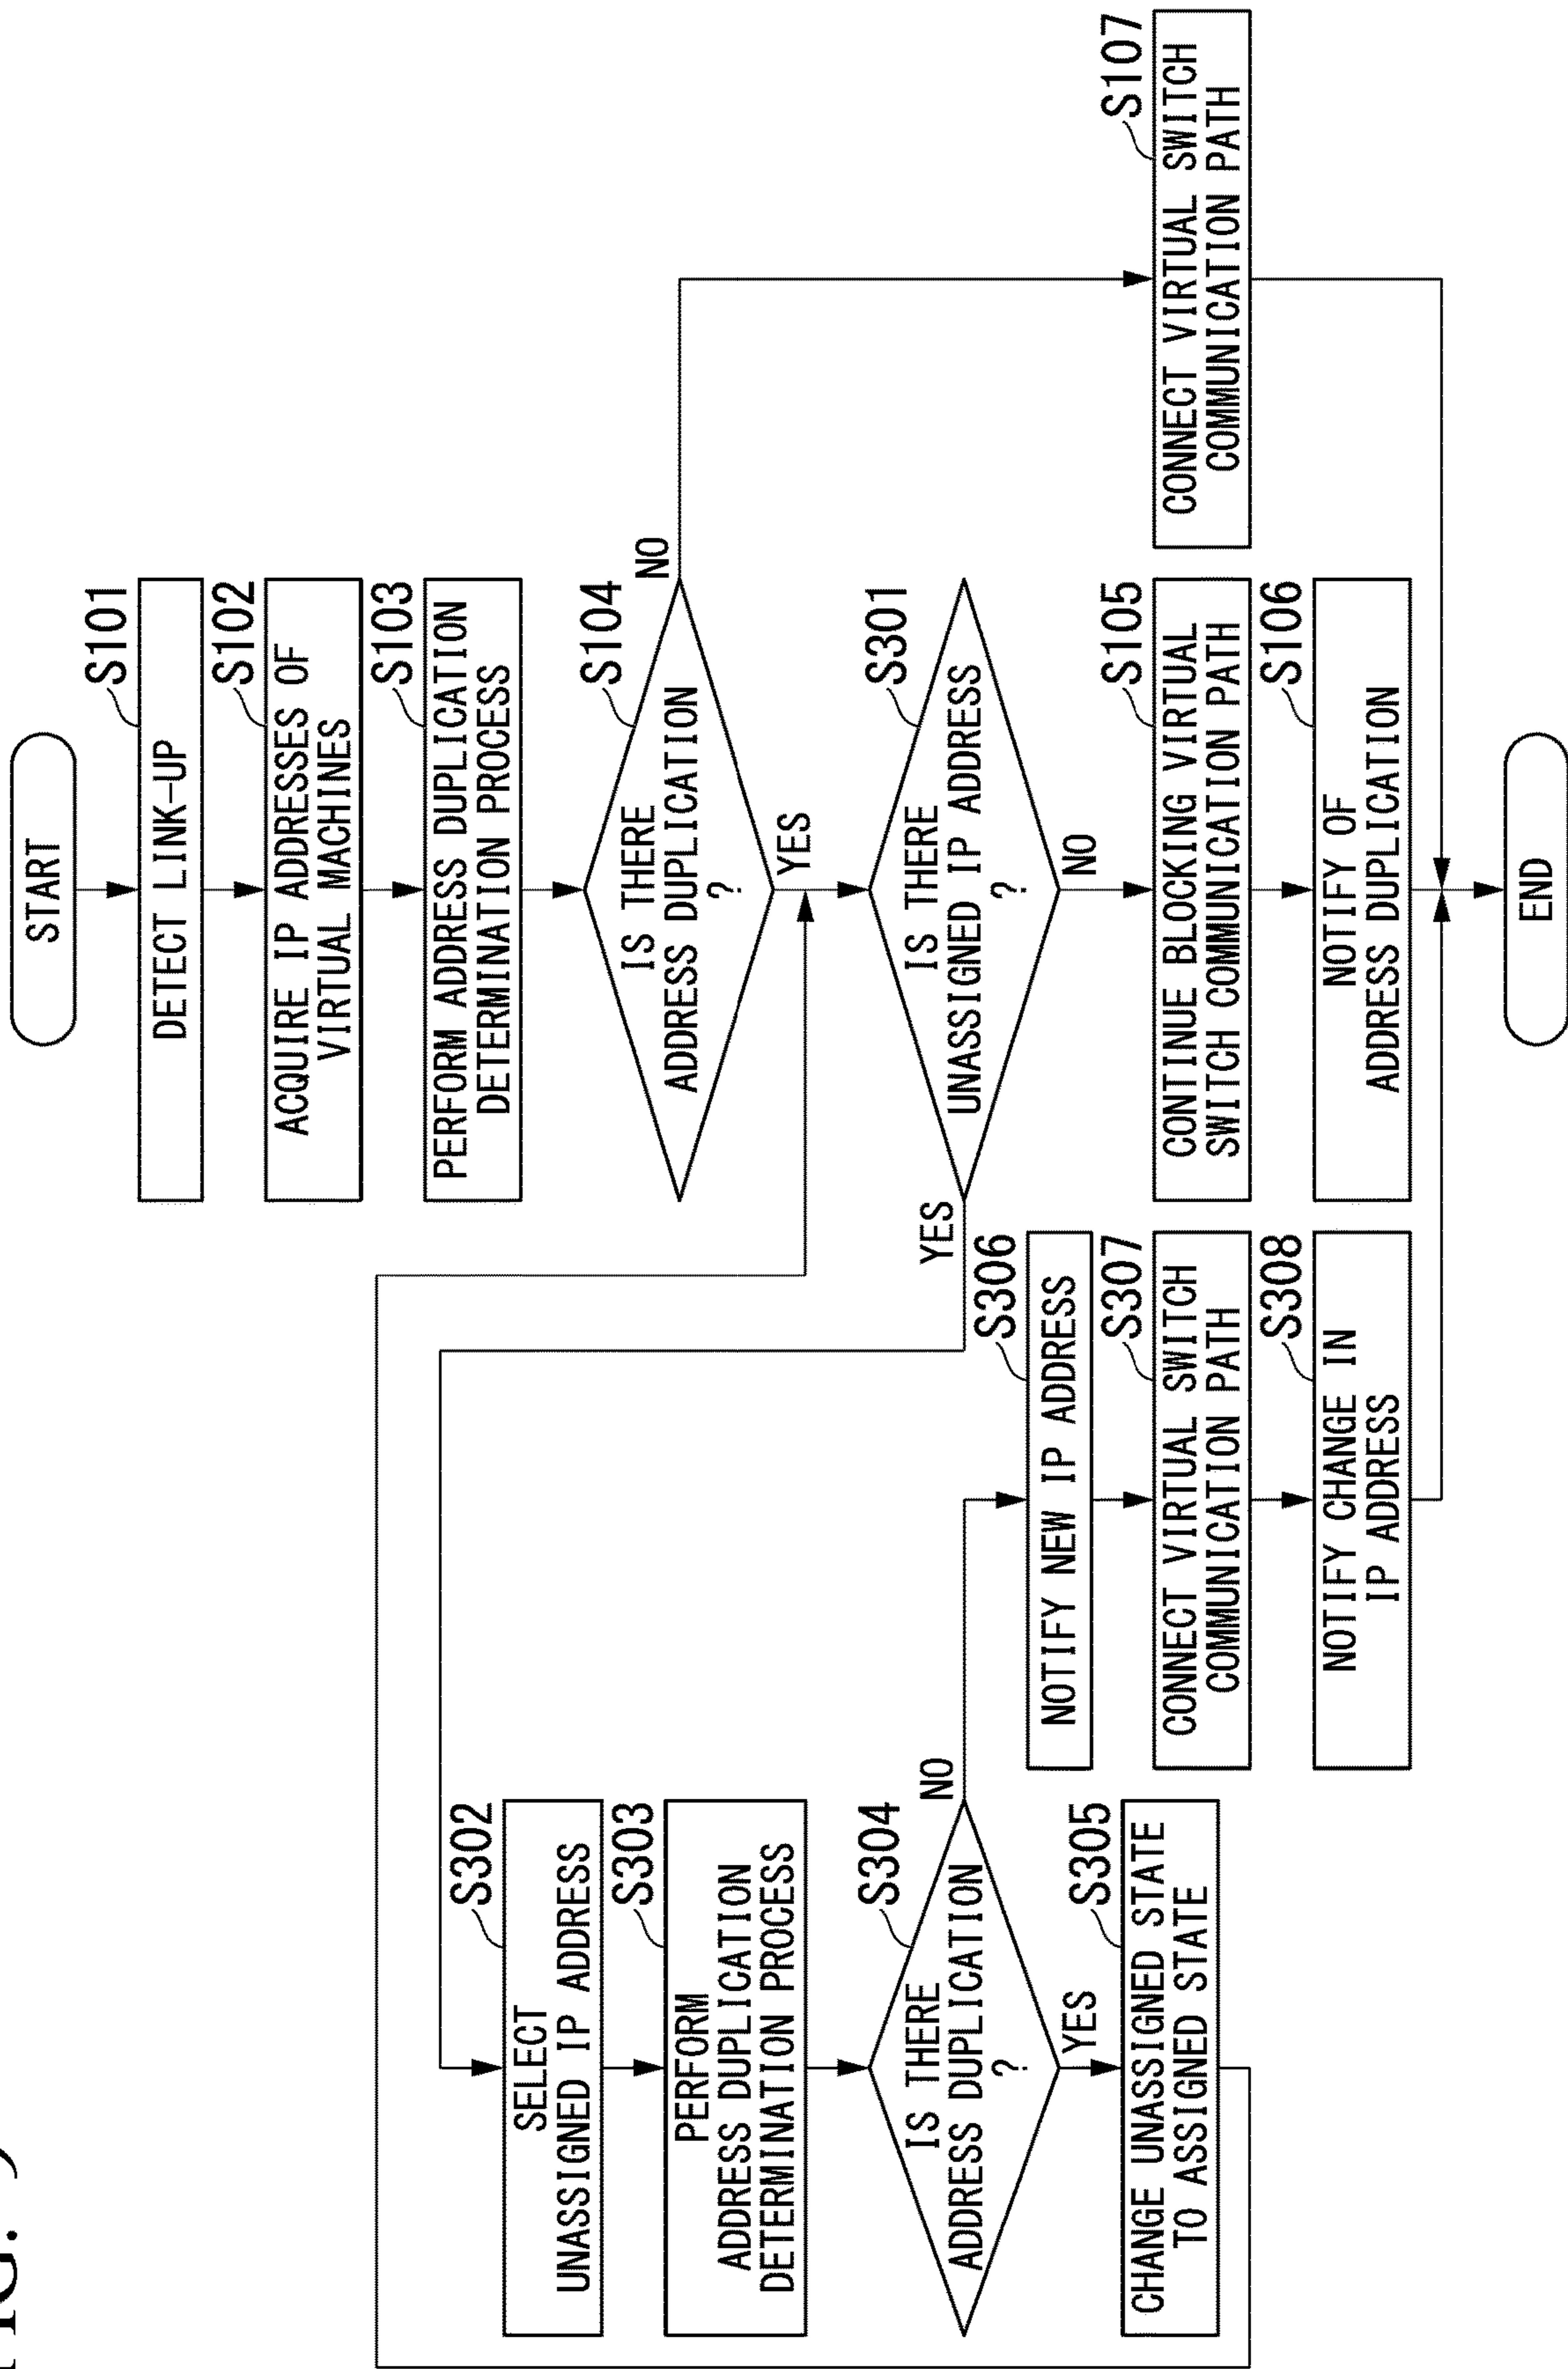 START
S101
DETECT LINK-UP
S102
ACQUIRE IP ADDRESSES OF
VIRTUAL MACHINES
S103
PERFORM ADDRESS DUPLICATION
DETERMINATION PROCESS
S104
IS THERE
ADDRESS DUPLICATION
?
NO
YES
S301
IS THERE
UNASSIGNED IP ADDRESS
?
YES
NO
S302
SELECT
UNASSIGNED IP ADDRESS
S303
PERFORM
ADDRESS DUPLICATION
DETERMINATION PROCESS
S304
IS THERE
ADDRESS DUPLICATION
?
NO
YES
S305
CHANGE UNASSIGNED STATE
TO ASSIGNED STATE
S306
NOTIFY NEW IP ADDRESS
S307
CONNECT VIRTUAL SWITCH
COMMUNICATION PATH
S308
NOTIFY CHANGE IN
IP ADDRESS
S105
CONTINUE BLOCKING VIRTUAL
SWITCH COMMUNICATION PATH
S106
NOTIFY OF
ADDRESS DUPLICATION
S107
CONNECT VIRTUAL SWITCH
COMMUNICATION PATH
END